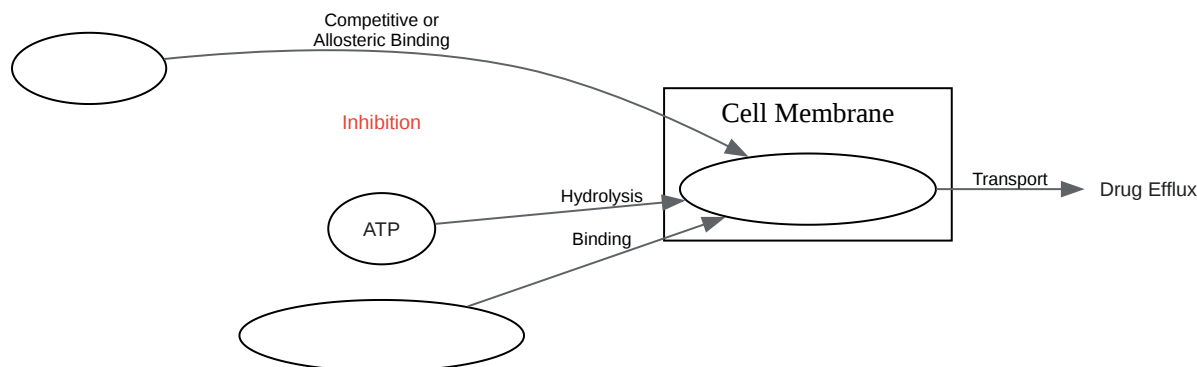 Competitive or
Allosteric Binding
Cell Membrane
Inhibition
Transport
Drug Efflux
Hydrolysis
ATP
Binding